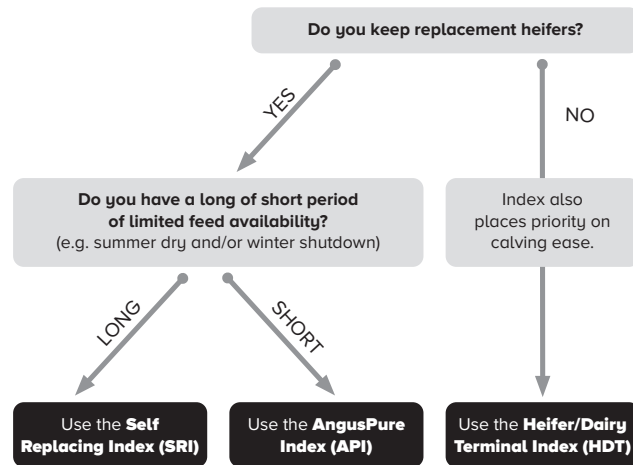 Do you keep replacement heifers?
YES
NO
Do you have a long of short period
of limited feed availability?
(e.g. summer dry and/or winter shutdown)
Index also
places priority on
calving ease.
LONG
SHORT
Use the Self
Replacing Index (SRI)
Use the AngusPure
Index (API)
Use the Heifer/Dairy
Terminal Index (HDT)